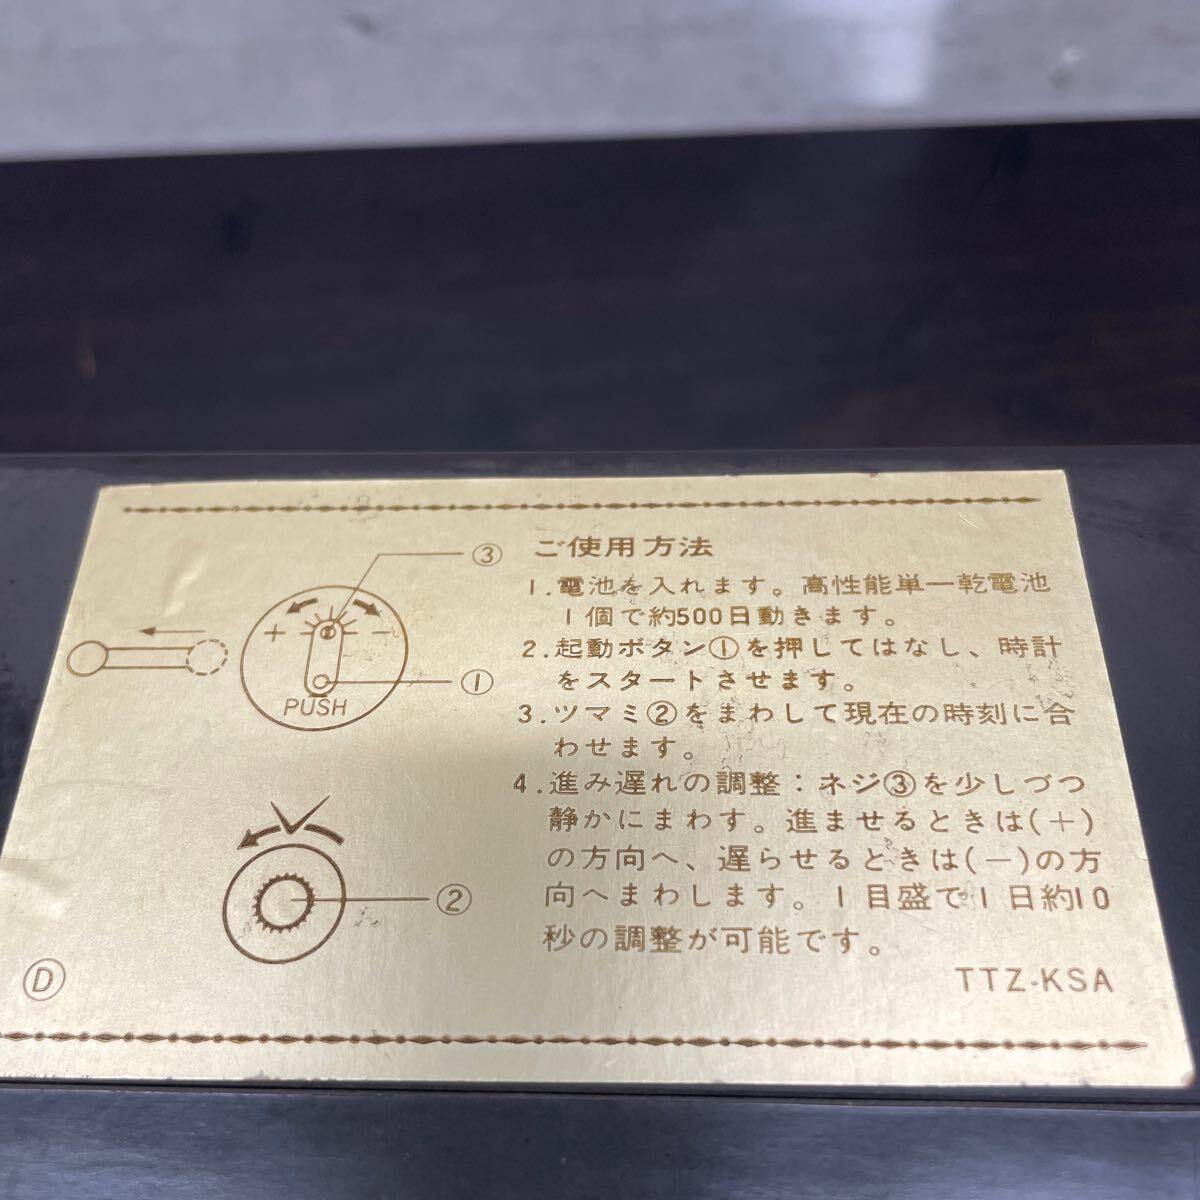 ③
①
+ −
PUSH
②
Ⓓ
ご使用方法
1.電池を入れます。高性能単一乾電池
1個で約500日動きます。
2.起動ボタン①を押してはなし、時計
をスタートさせます。
3.ツマミ②をまわして現在の時刻に合
わせます。
4.進み遅れの調整：ネジ③を少しづつ
静かにまわす。進ませるときは(＋)
の方向へ、遅らせるときは(－)の方
向へまわします。1目盛で1日約10
秒の調整が可能です。
TTZ-KSA